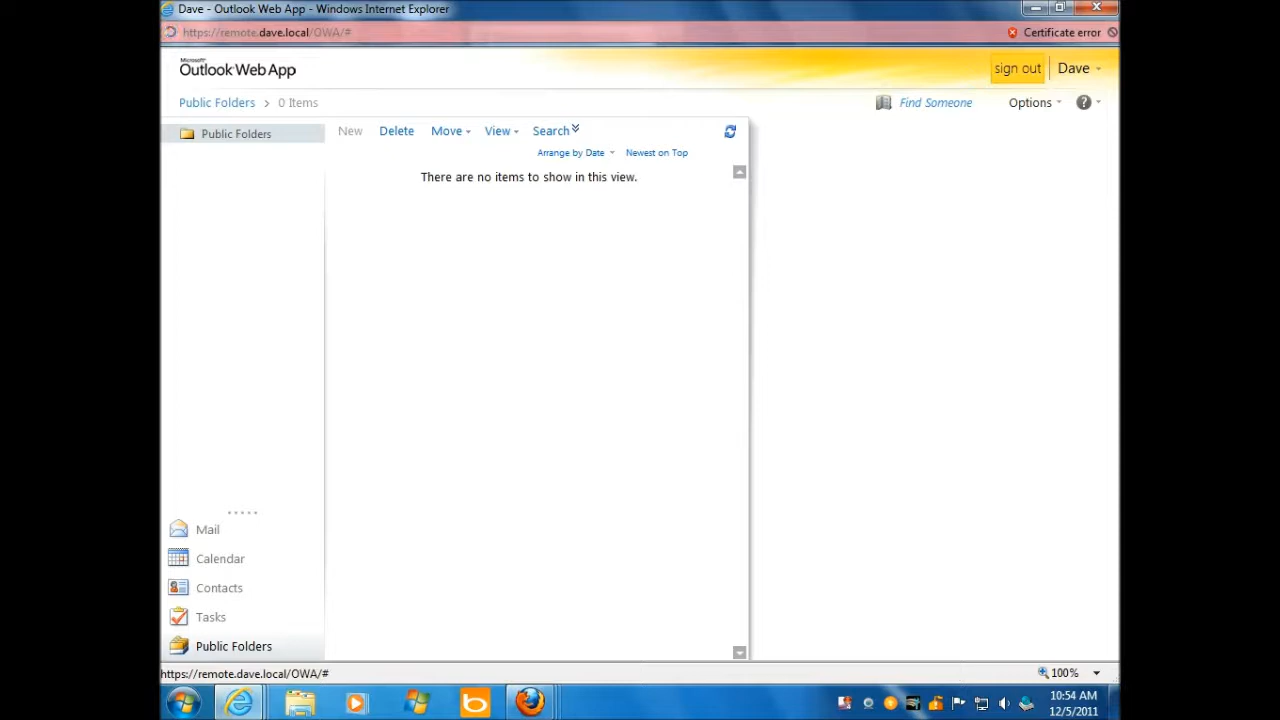 Dave - Outlook Web App - Windows Internet Explorer
https://remote.dave.local/OWA/#
Certificate error
Microsoft
Outlook Web App
sign out
Dave
Public Folders > 0 Items
Find Someone
Options
?
Public Folders
New Delete Move View Search
Arrange by Date Newest on Top
There are no items to show in this view.
Mail
Calendar
Contacts
Tasks
Public Folders
https://remote.dave.local/OWA/#
100%
10:54 AM
12/5/2011